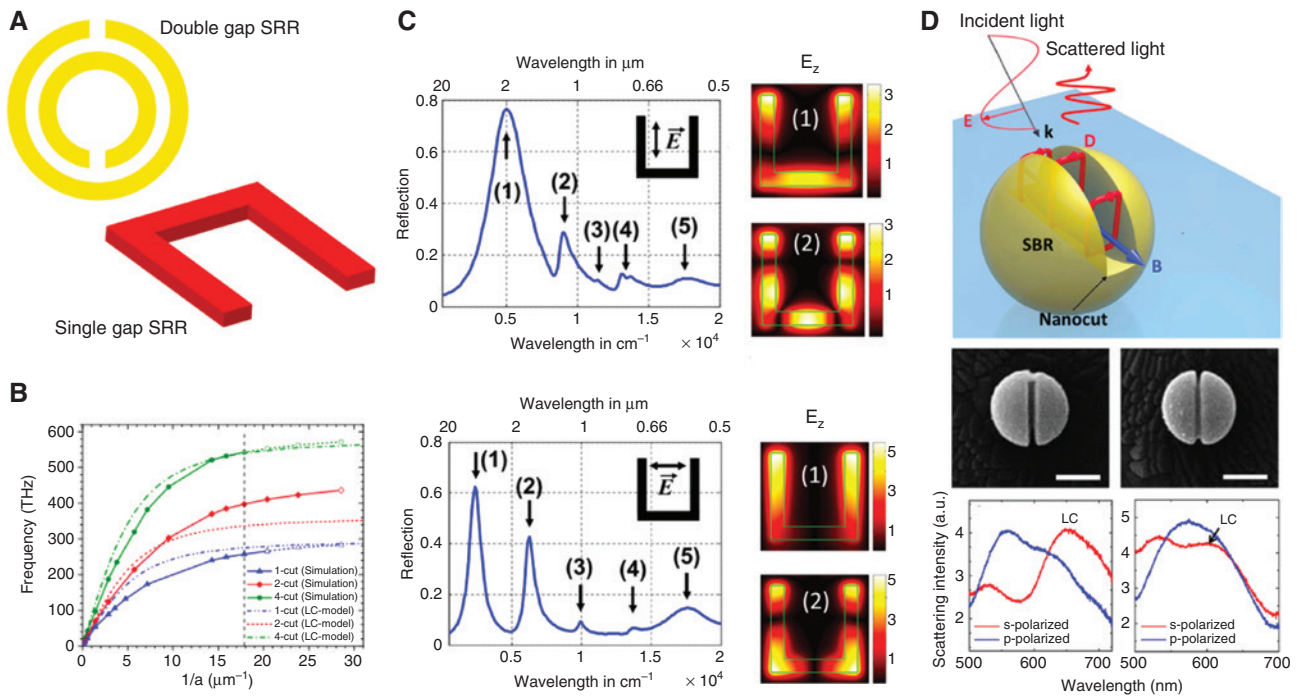 A
Double gap SRR
Single gap SRR
B
Frequency (THz)
600
500
400
300
200
100
0
0 5 10 15 20 25 30
1/a (μm⁻¹)
1-cut (Simulation)
2-cut (Simulation)
4-cut (Simulation)
1-cut (LC-model)
2-cut (LC-model)
4-cut (LC-model)
C
Wavelength in μm
20 2 1 0.66 0.5
Reflection
0.8
0.6
0.4
0.2
0
E
(1)
(2)
(3)
(4)
(5)
0.5 1 1.5 2
Wavelength in cm⁻¹ × 10⁴
E_z
(1)
3
2
1
(2)
3
2
1
Wavelength in μm
20 2 1 0.66 0.5
Reflection
0.8
0.6
0.4
0.2
0
E
(1)
(2)
(3)
(4)
(5)
0.5 1 1.5 2
Wavelength in cm⁻¹ × 10⁴
E_z
(1)
5
3
1
(2)
5
3
1
D
Incident light
Scattered light
E
k
D
SBR
B
Nanocut
Scattering intensity (a.u.)
4
3
2
LC
s-polarized
p-polarized
500 600 700
5
4
3
2
LC
s-polarized
p-polarized
500 600 700
Wavelength (nm)